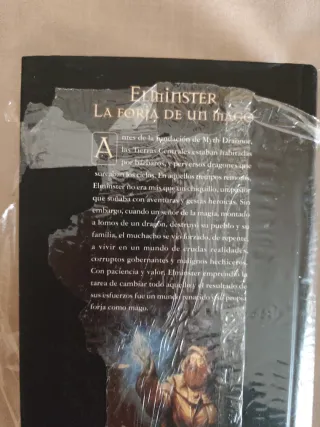 Elminster
La forja de un mago
Antes de la Fundación de Myth Drannor,
las Tierras Centrales estaban habitadas
por bárbaros, y perversos dragones que
surcaban los cielos. En aquellos tiempos remotos,
Elminster no era más que un chiquillo, un pastor
que soñaba con aventuras y gestas heroicas. Sin
embargo, cuando un señor de la magia, montado
a lomos de un dragón, destruyó su pueblo y su
familia, el muchacho se vio forzado, de repente,
a vivir en un mundo de crudas realidades,
corruptos gobernantes y malignos hechiceros.
Con paciencia y valor, Elminster emprendió la
tarea de cambiar todo aquello y el resultado de
sus esfuerzos fue un mundo renacido y su propia
forja como mago.